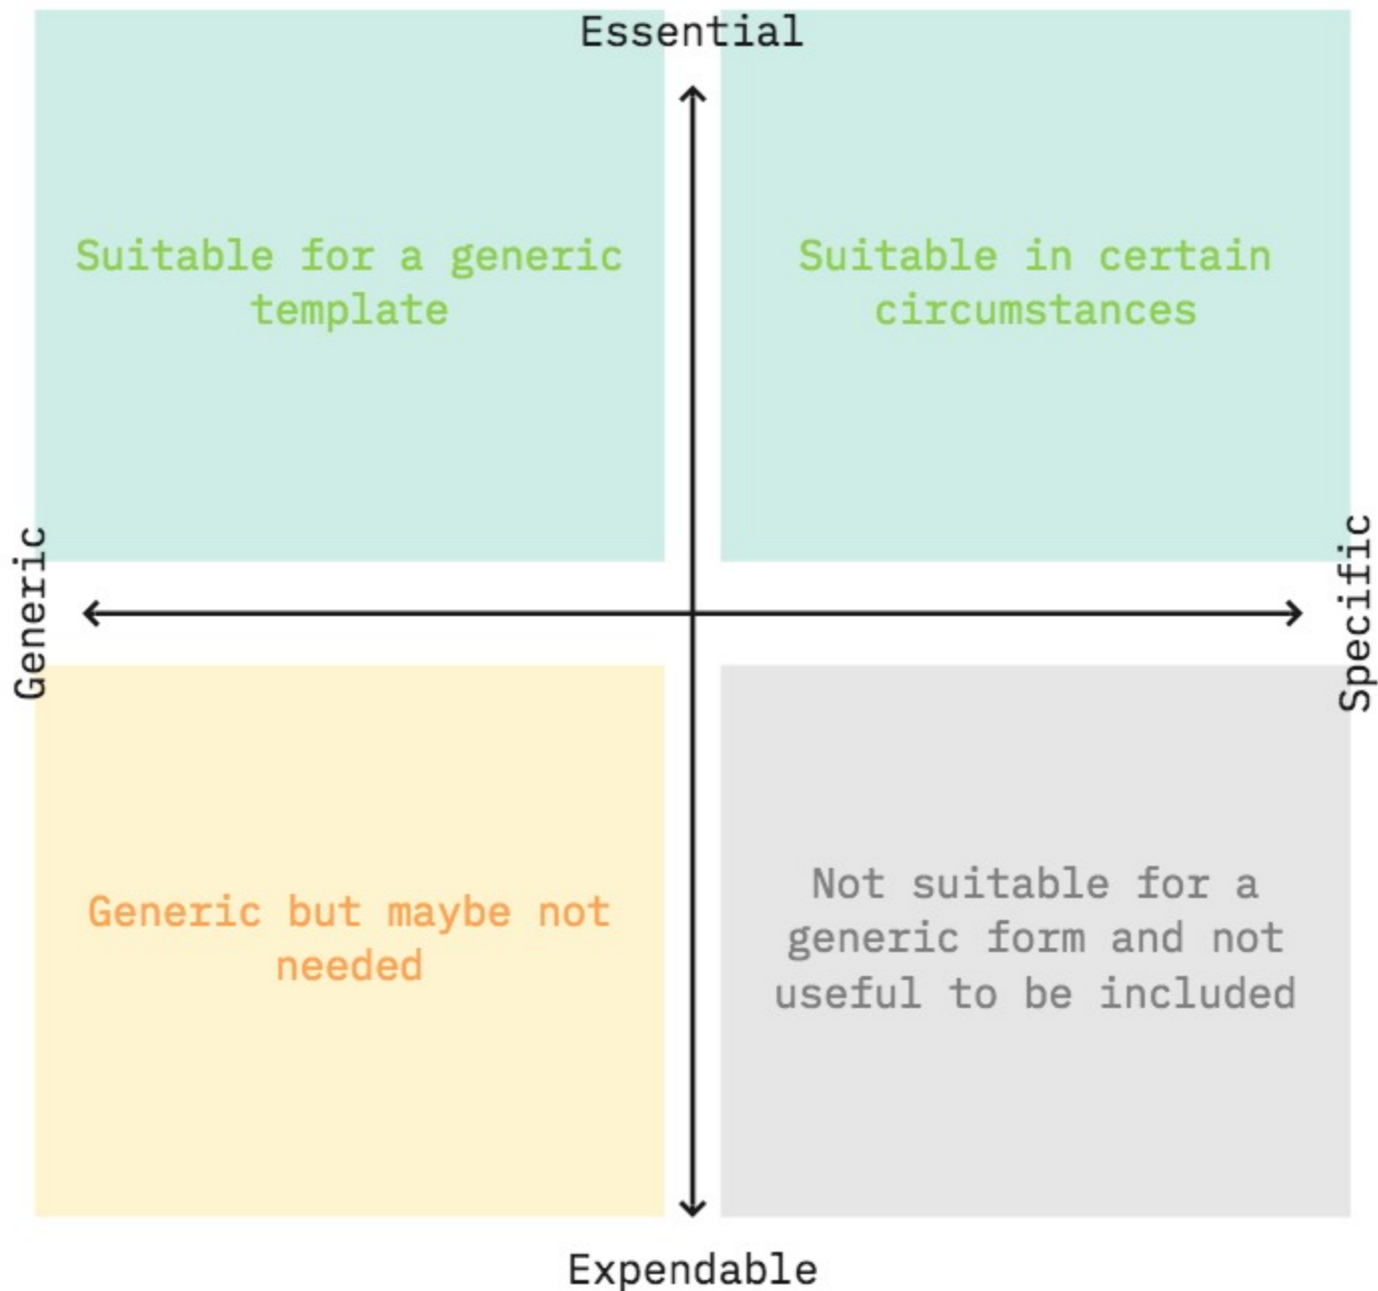 Essential
Suitable for a generic
template
Suitable in certain
circumstances
Generic
Specific
Generic but maybe not
needed
Not suitable for a
generic form and not
useful to be included
Expendable